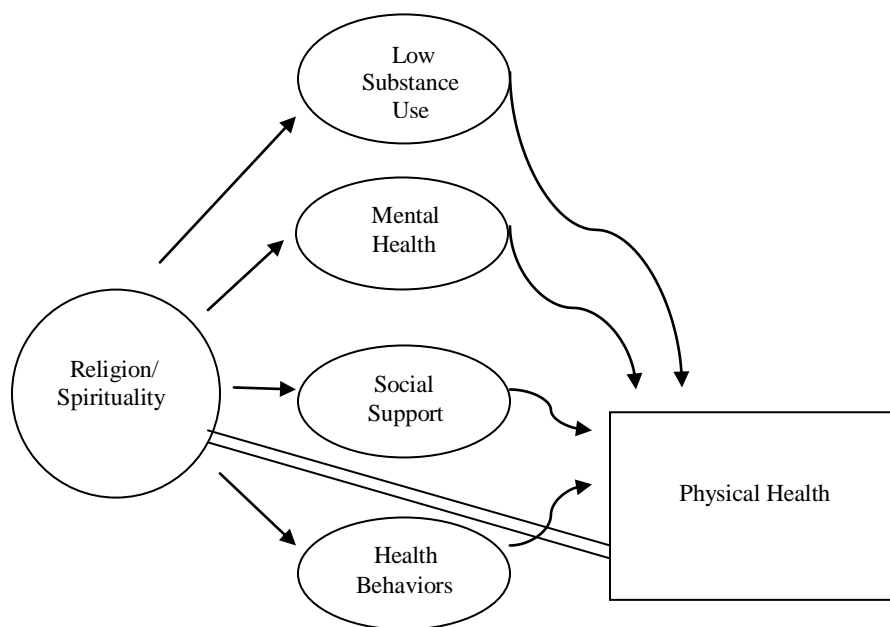 Low
Substance
Use
Mental
Health
Religion/
Spirituality
Social
Support
Physical Health
Health
Behaviors